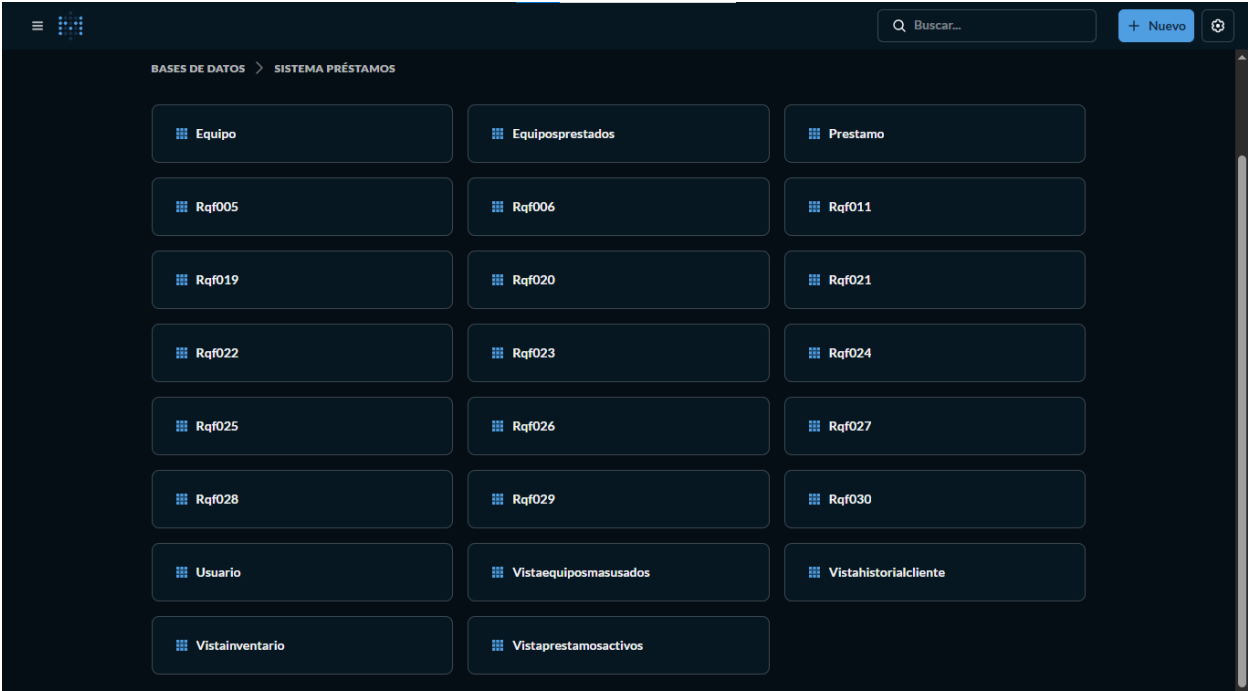 Buscar...
+ Nuevo
BASES DE DATOS > SISTEMA PRÉSTAMOS
Equipo
Equiposprestados
Prestamo
Rqf005
Rqf006
Rqf011
Rqf019
Rqf020
Rqf021
Rqf022
Rqf023
Rqf024
Rqf025
Rqf026
Rqf027
Rqf028
Rqf029
Rqf030
Usuario
Vistaequiposmasusados
Vistahistorialcliente
Vistainventario
Vistaprestamosactivos